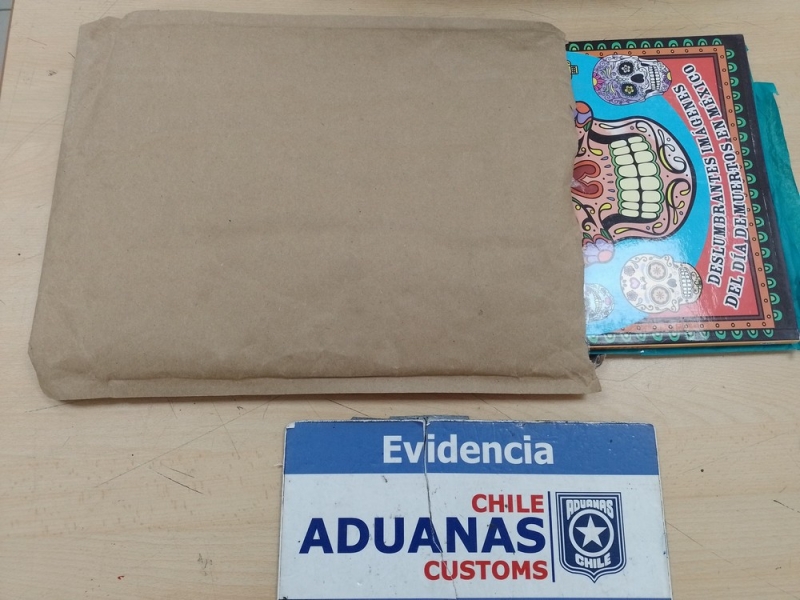 DESLUMBRANTES IMÁGENES
DEL DÍA DE MUERTOS EN MÉXICO
Evidencia
CHILE
ADUANAS
CUSTOMS
ADUANAS
CHILE